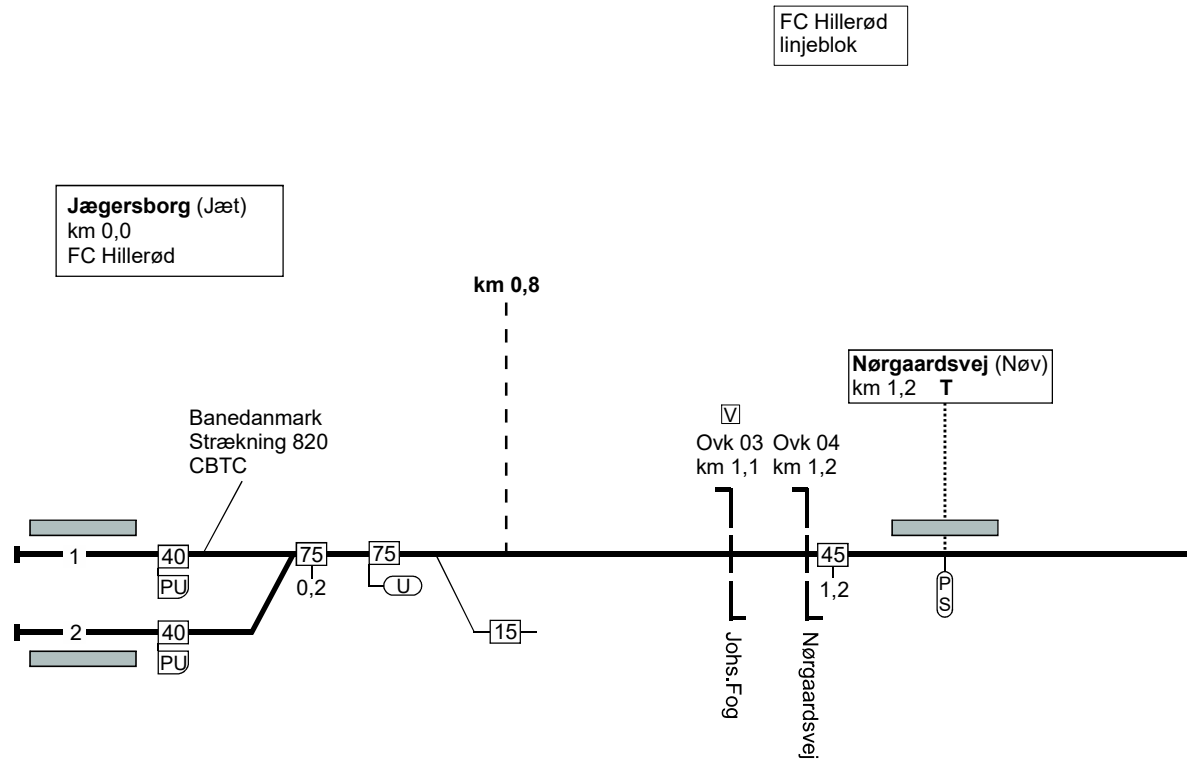 FC Hillerød
linjeblok
Jægersborg (Jæt)
km 0,0
FC Hillerød
km 0,8
Nørgaardsvej (Nøv)
km 1,2 T
Banedanmark
Strækning 820
CBTC
V
Ovk 03
km 1,1
Ovk 04
km 1,2
1
40
PU
75
0,2
75
U
45
1,2
PS
2
40
PU
15
Johs.Fog
Nørgaardsvej